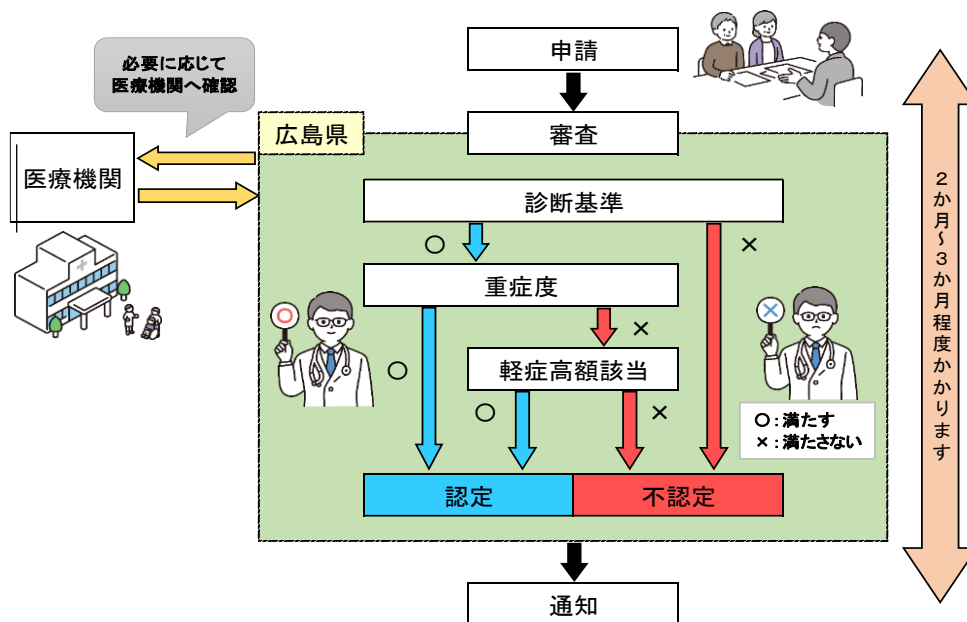 申請
必要に応じて
医療機関へ確認
広島県
審査
医療機関
診断基準
○
×
重症度
○
×
軽症高額該当
○
×
○:満たす
×:満たさない
認定
不認定
通知
2か月~3か月程度かかります